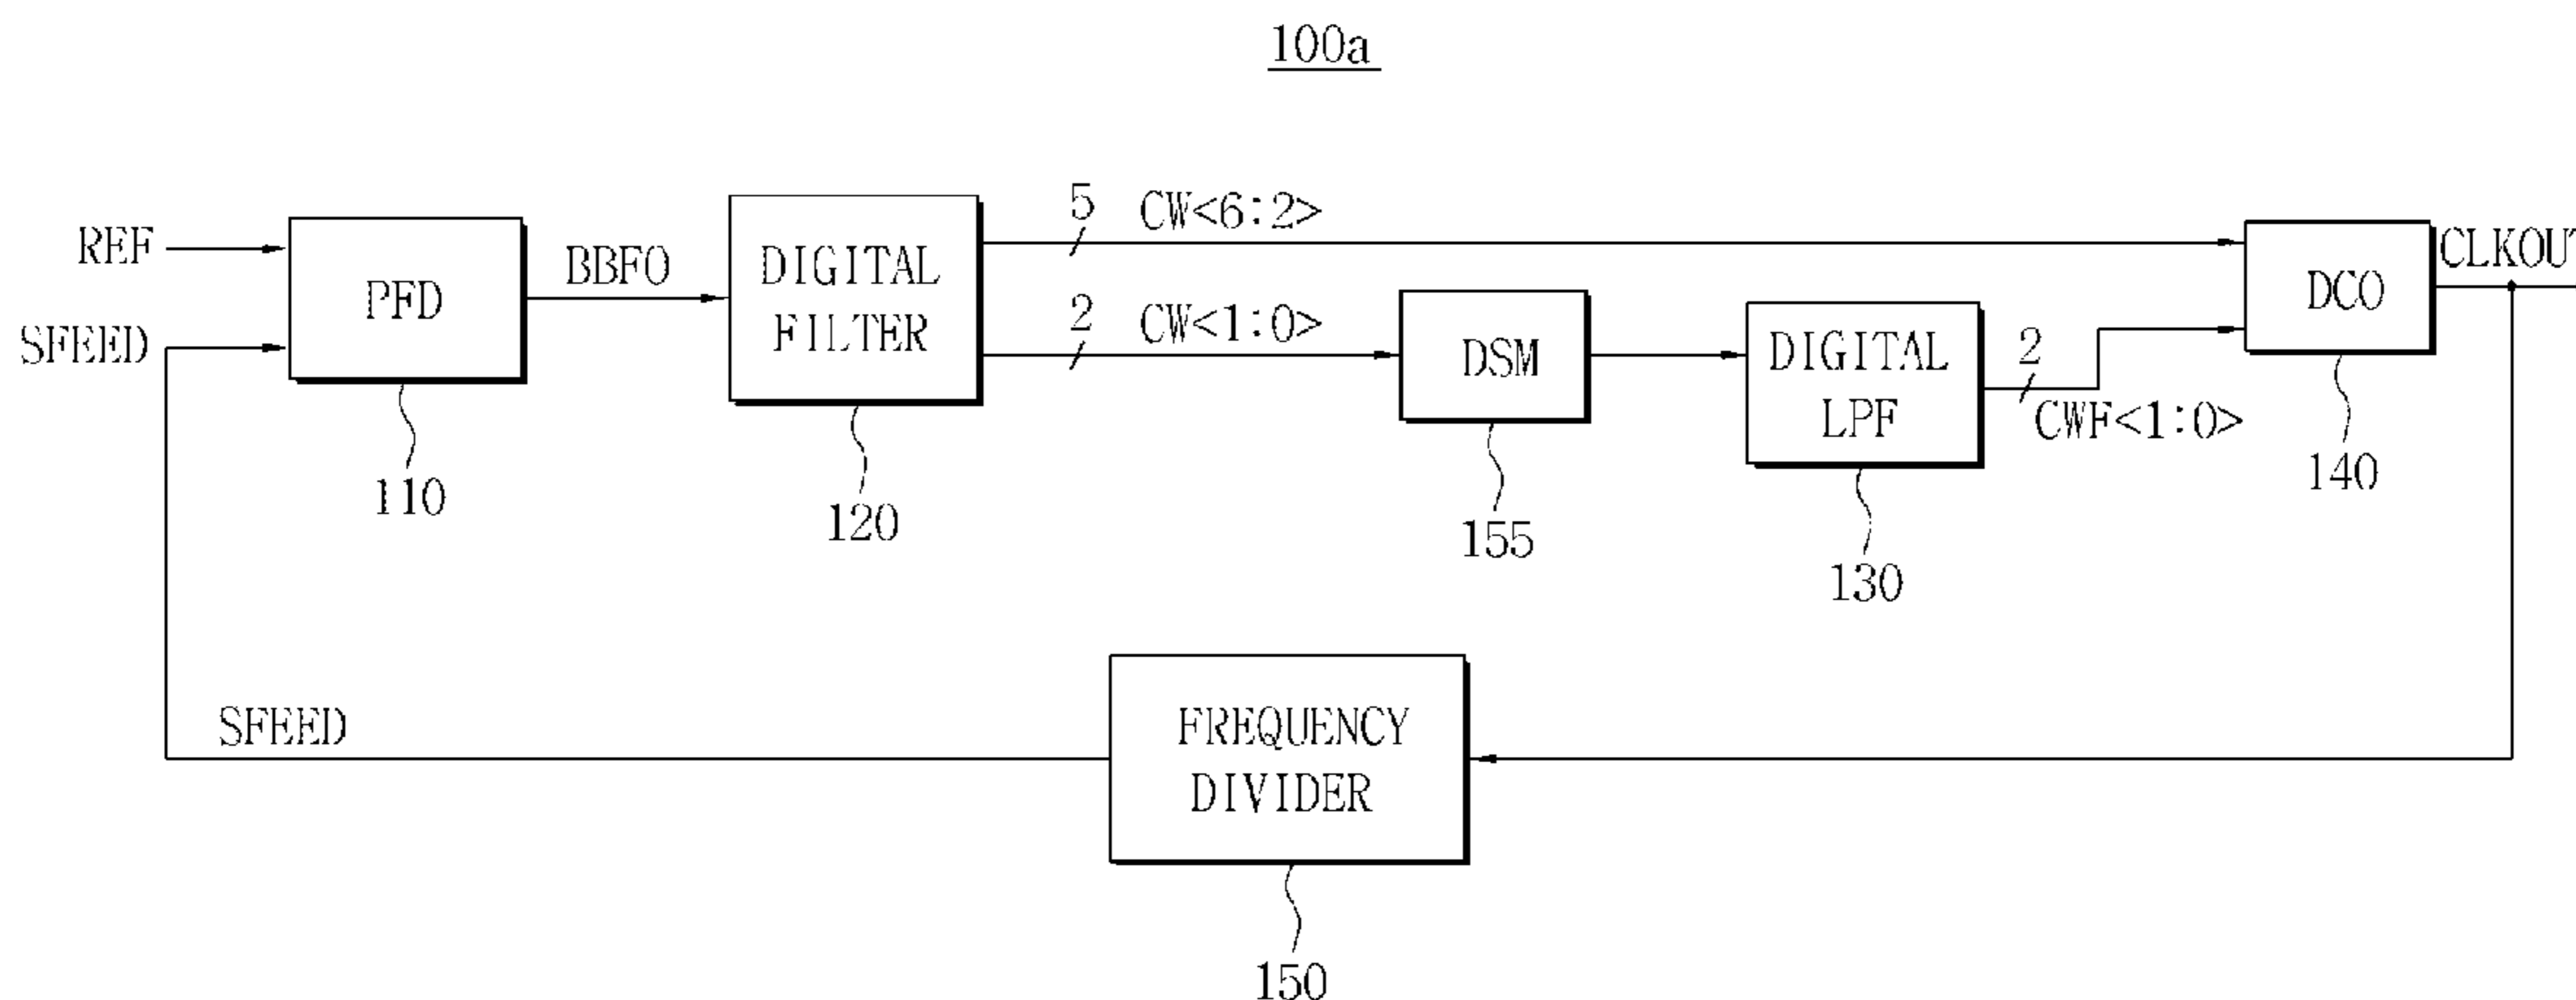 100a
REF
SFEED
PFD
110
BBFO
DIGITAL
FILTER
120
5
CW<6:2>
2
CW<1:0>
DSM
155
DIGITAL
LPF
130
2
CWF<1:0>
DCO
140
CLKOUT
SFEED
FREQUENCY
DIVIDER
150